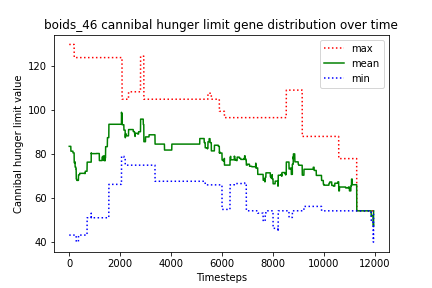 boids_46 cannibal hunger limit gene distribution over time
max
mean
min
Cannibal hunger limit value
120
100
80
60
40
0
2000
4000
6000
8000
10000
12000
Timesteps